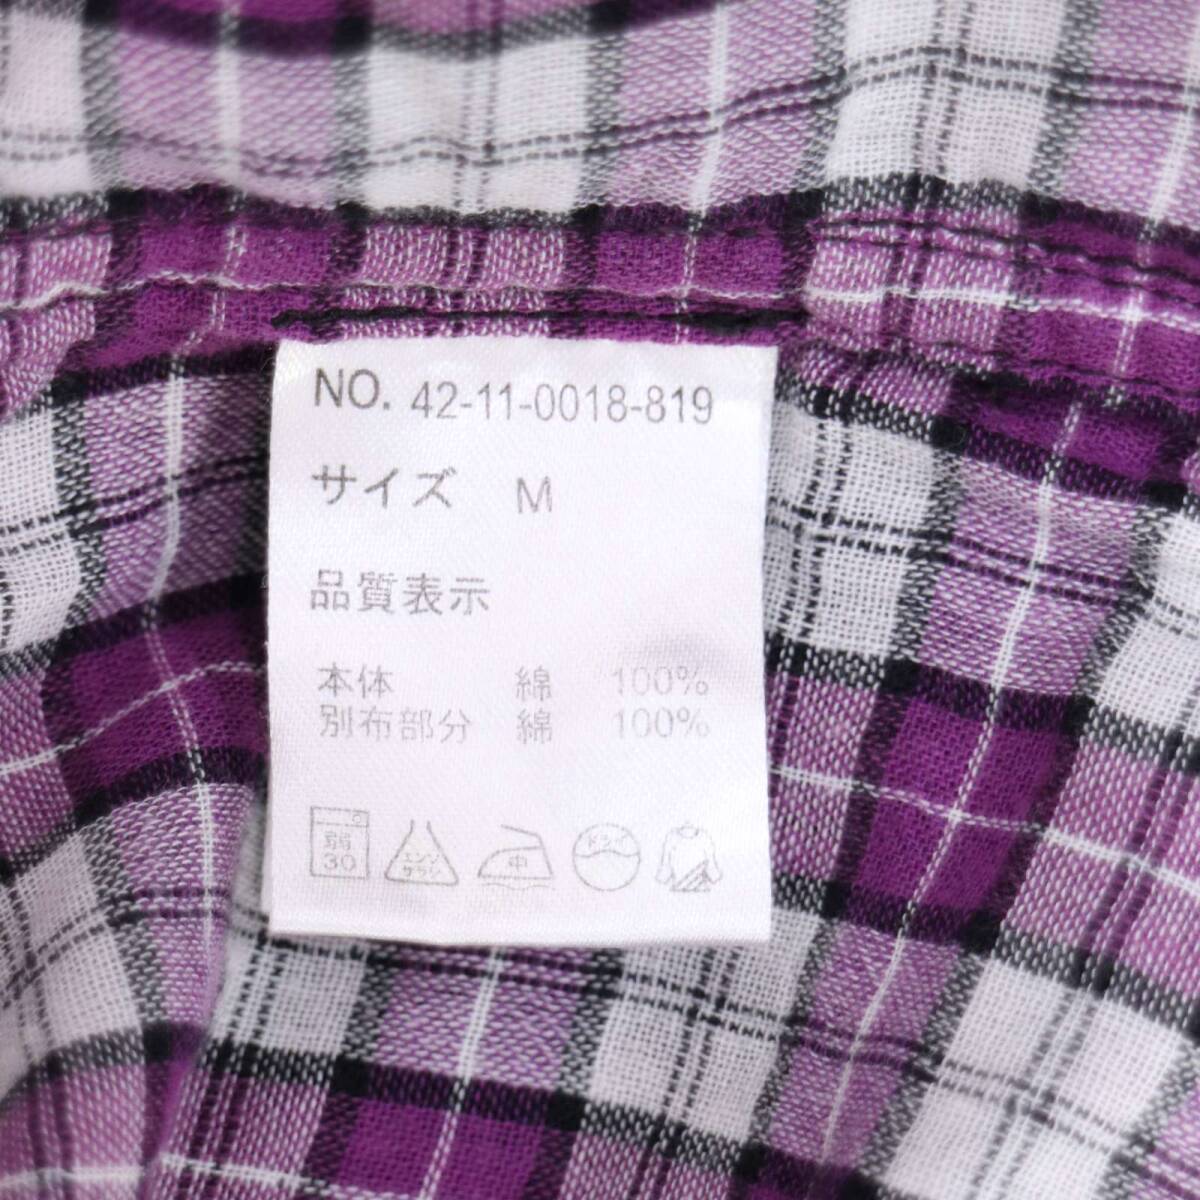 NO. 42-11-0018-819
サイズ M
品質表示
本体 綿 100%
別布部分 綿 100%
弱 30
エンソ サラシ
中
ドライ